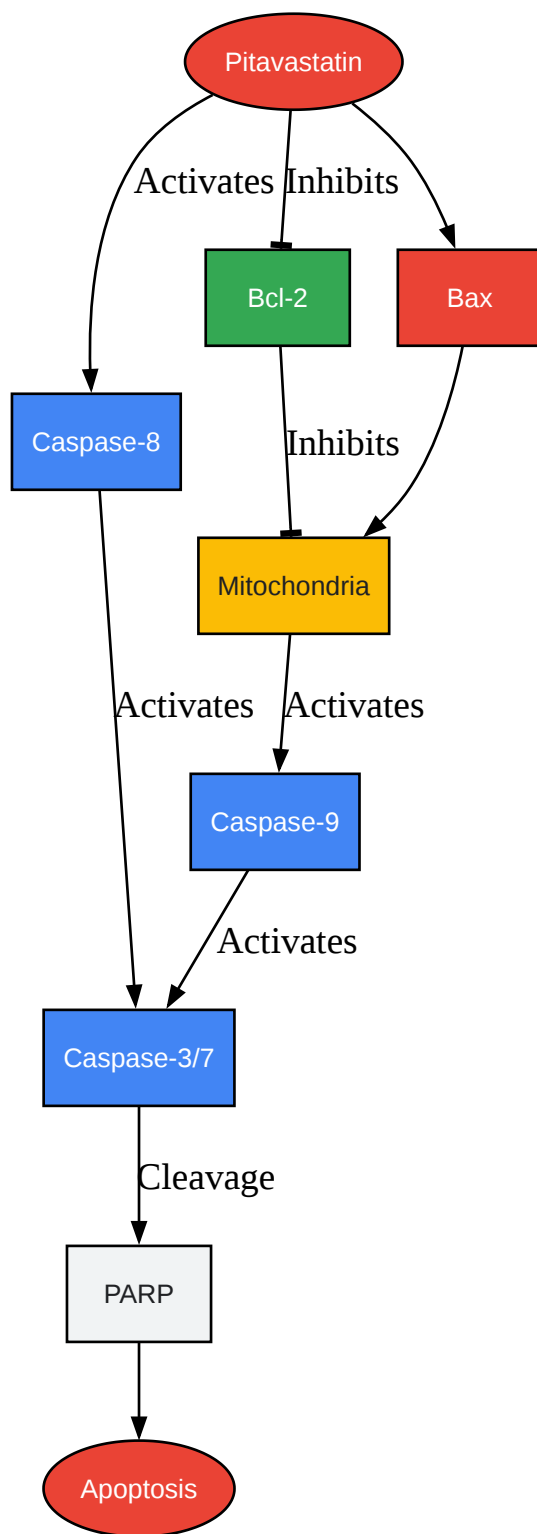 Pitavastatin
Activates
Inhibits
Bcl-2
Bax
Caspase-8
Inhibits
Mitochondria
Activates
Activates
Caspase-9
Activates
Caspase-3/7
Cleavage
PARP
Apoptosis